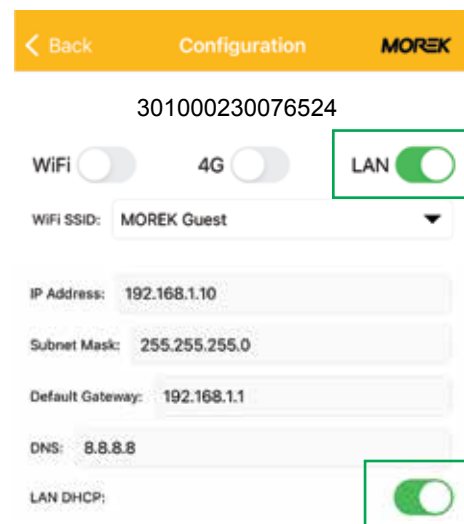 Back Configuration MOREK
301000230076524
WiFi 4G LAN
WiFi SSID: MOREK Guest
IP Address: 192.168.1.10
Subnet Mask: 255.255.255.0
Default Gateway: 192.168.1.1
DNS: 8.8.8.8
LAN DHCP: